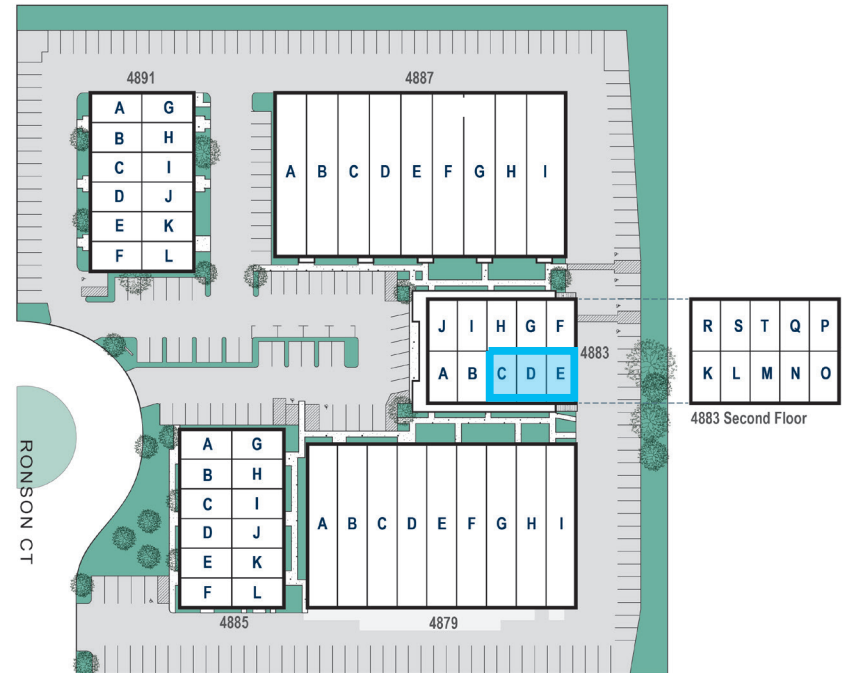 4891
4887
A G
B H
C I
D J
E K
F L
A B C D E F G H I
J I H G F
A B C D E
4883
R S T Q P
K L M N O
4883 Second Floor
RONSON CT
A G
B H
C I
D J
E K
F L
A B C D E F G H I
4885
4879